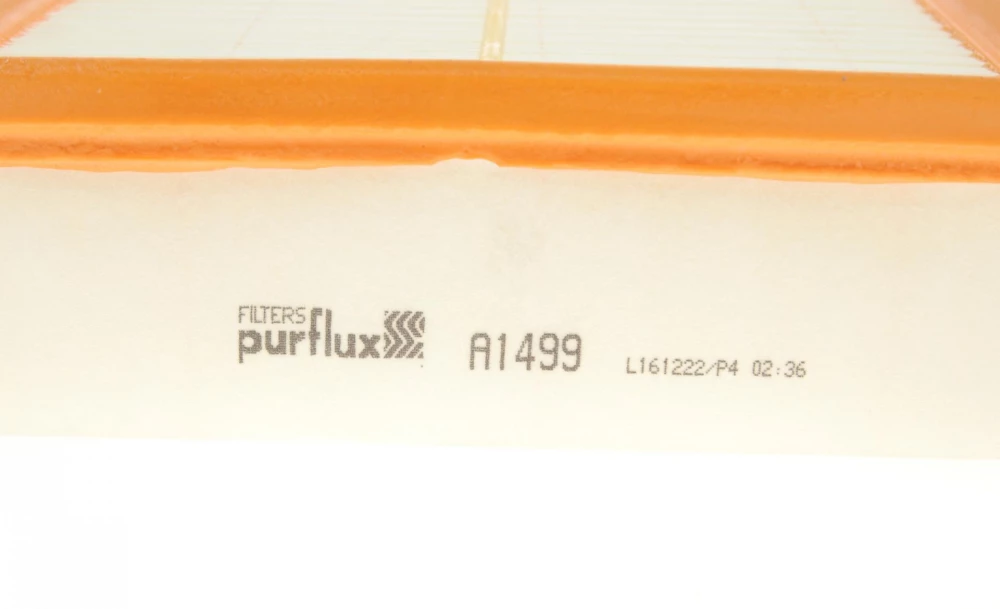 FILTERS
purflux
A1499
L161222/P4 02:36